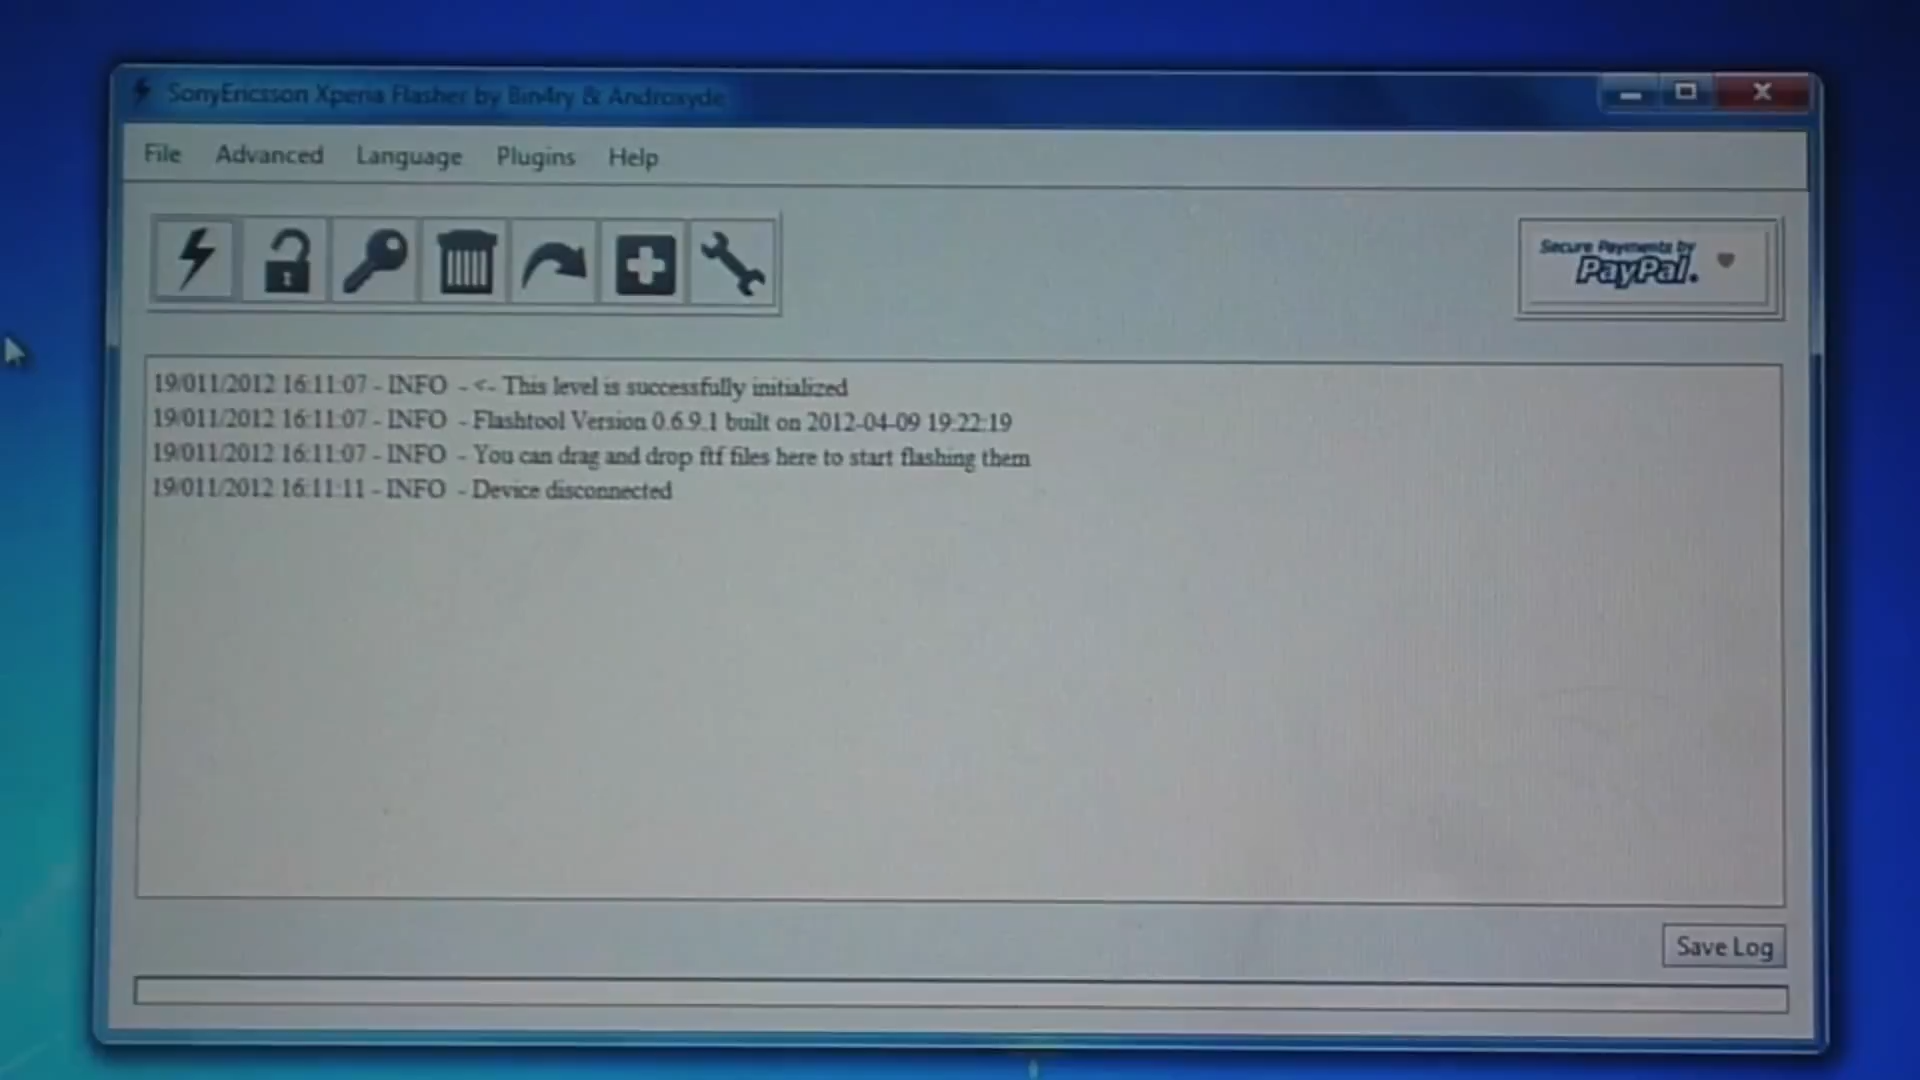 SonyEricsson Xperia Flasher by Bin4ry & Androxyde
File Advanced Language Plugins Help
Secure Payments by
PayPal.
19/011/2012 16:11:07 - INFO - <- This level is successfully initialized
19/011/2012 16:11:07 - INFO - Flashtool Version 0.6.9.1 built on 2012-04-09 19:22:19
19/011/2012 16:11:07 - INFO - You can drag and drop ftf files here to start flashing them
19/011/2012 16:11:11 - INFO - Device disconnected
Save Log